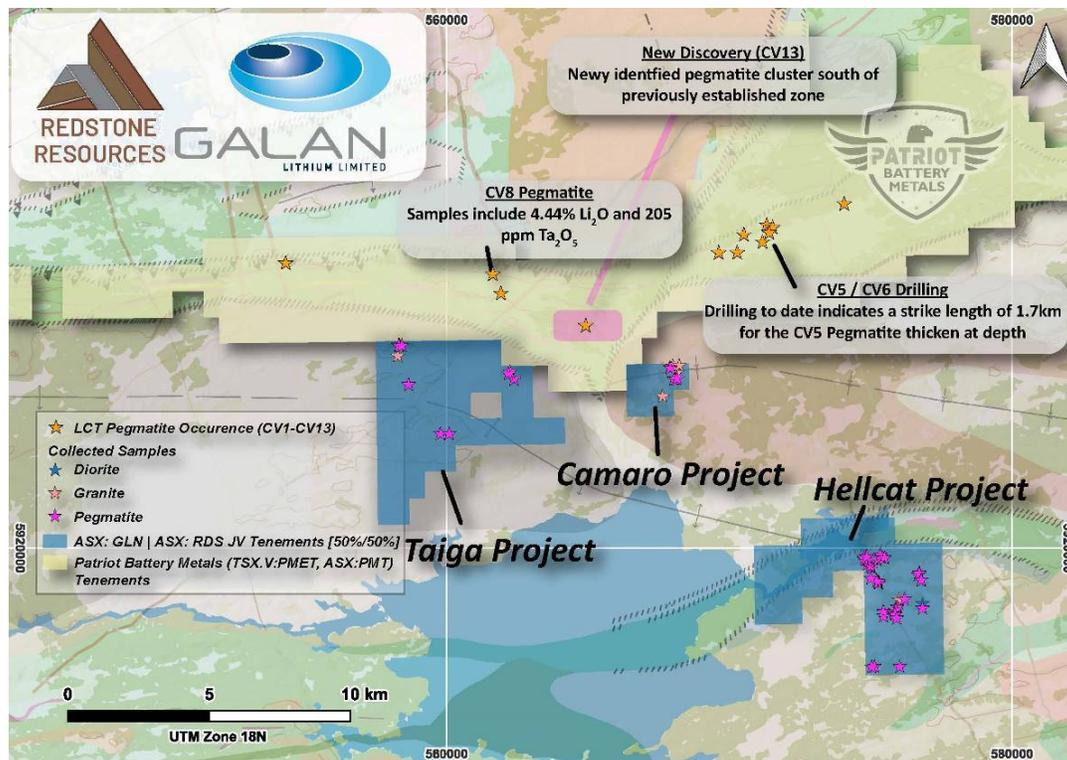 560000
580000
REDSTONE
RESOURCES
GALAN
LITHIUM LIMITED
New Discovery (CV13)
Newy identfied pegmatite cluster south of
previously established zone
PATRIOT
BATTERY
METALS
CV8 Pegmatite
Samples include 4.44% Li₂O and 205
ppm Ta₂O₅
CV5 / CV6 Drilling
Drilling to date indicates a strike length of 1.7km
for the CV5 Pegmatite thicken at depth
LCT Pegmatite Occurence (CV1-CV13)
Collected Samples
Diorite
Granite
Pegmatite
ASX: GLN | ASX: RDS JV Tenements [50%/50%]
Patriot Battery Metals (TSX.V:PMET, ASX:PMT)
Tenements
Camaro Project
Hellcat Project
Taiga Project
5920000
0 5 10 km
UTM Zone 18N
560000
580000